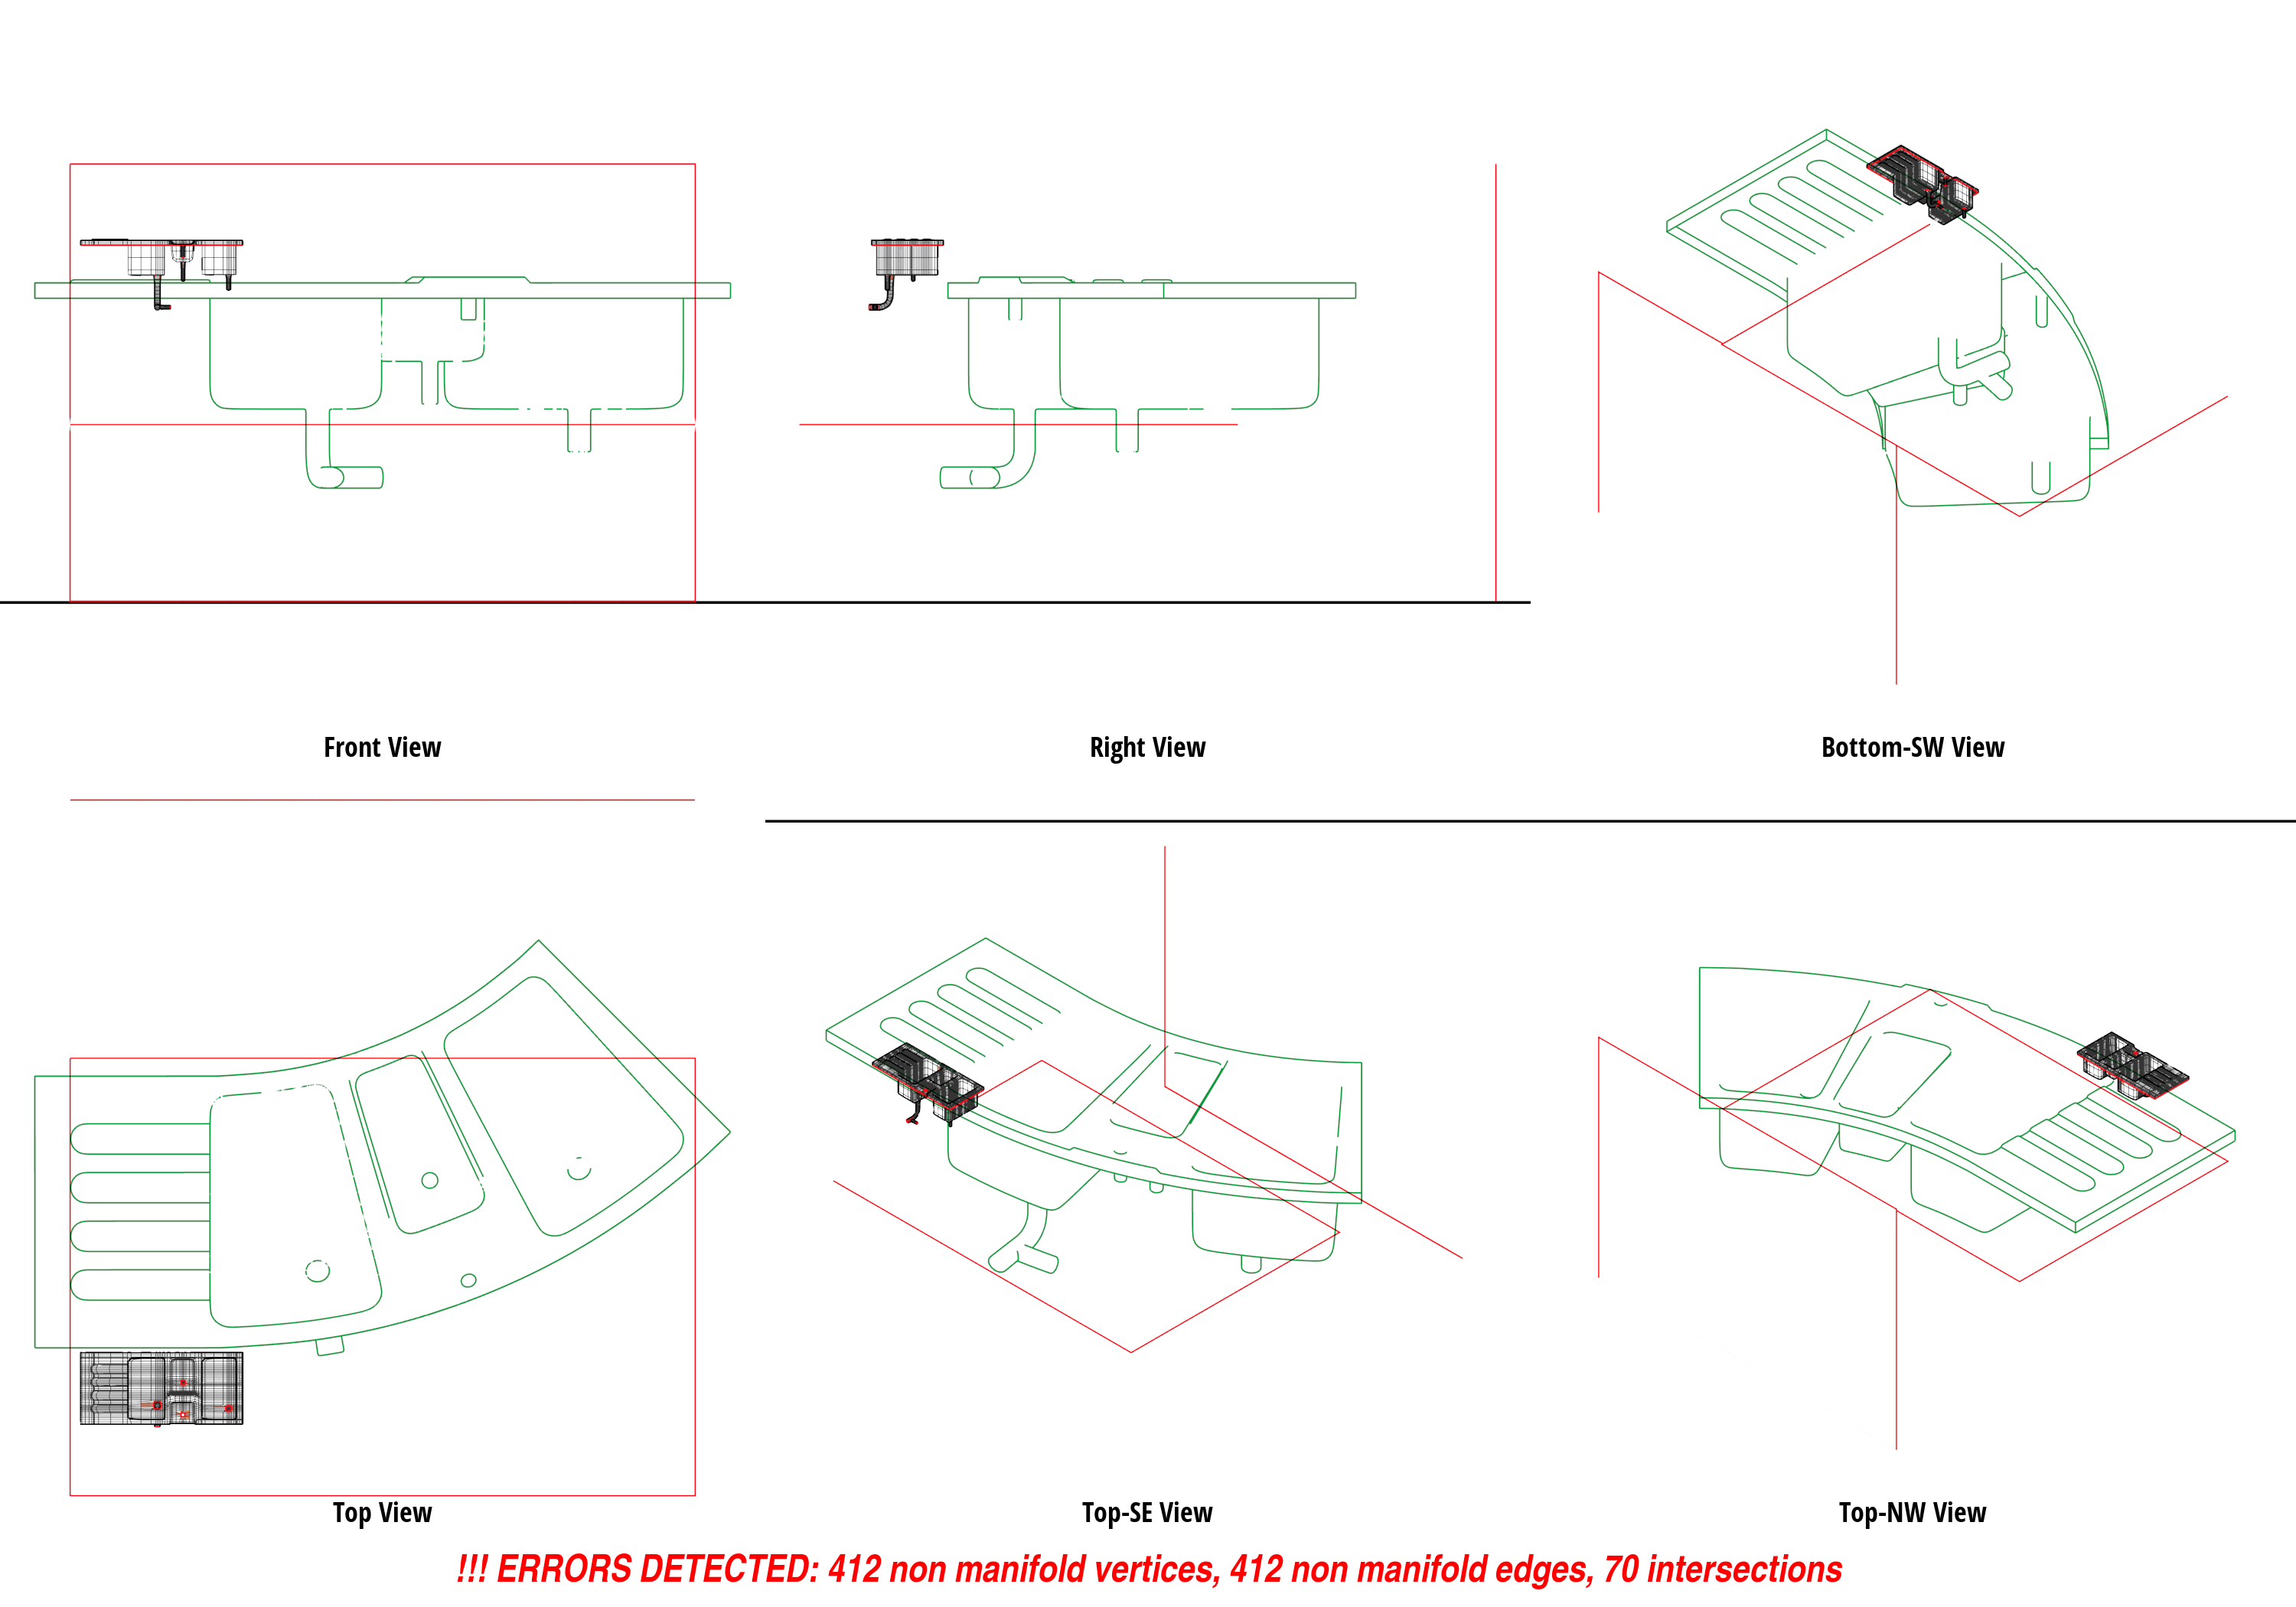 Front View
Right View
Bottom-SW View
Top View
Top-SE View
Top-NW View
!!! ERRORS DETECTED: 412 non manifold vertices, 412 non manifold edges, 70 intersections